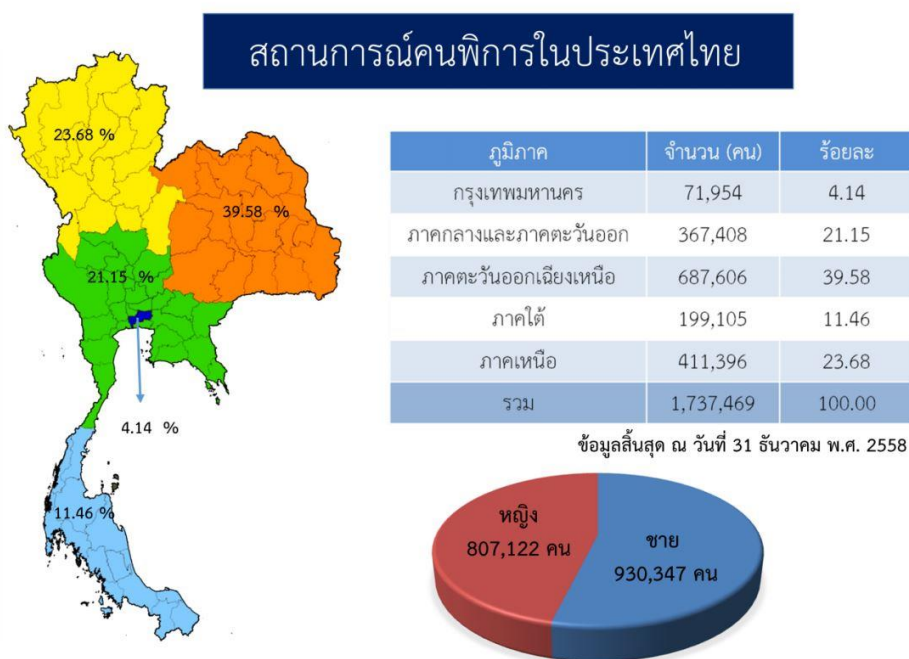 สถานการณ์คนพิการในประเทศไทย
23.68 %
39.58 %
21.15 %
4.14 %
11.46 %
ภูมิภาค จำนวน (คน) ร้อยละ
กรุงเทพมหานคร 71,954 4.14
ภาคกลางและภาคตะวันออก 367,408 21.15
ภาคตะวันออกเฉียงเหนือ 687,606 39.58
ภาคใต้ 199,105 11.46
ภาคเหนือ 411,396 23.68
รวม 1,737,469 100.00
ข้อมูลสิ้นสุด ณ วันที่ 31 ธันวาคม พ.ศ. 2558
หญิง
807,122 คน
ชาย
930,347 คน